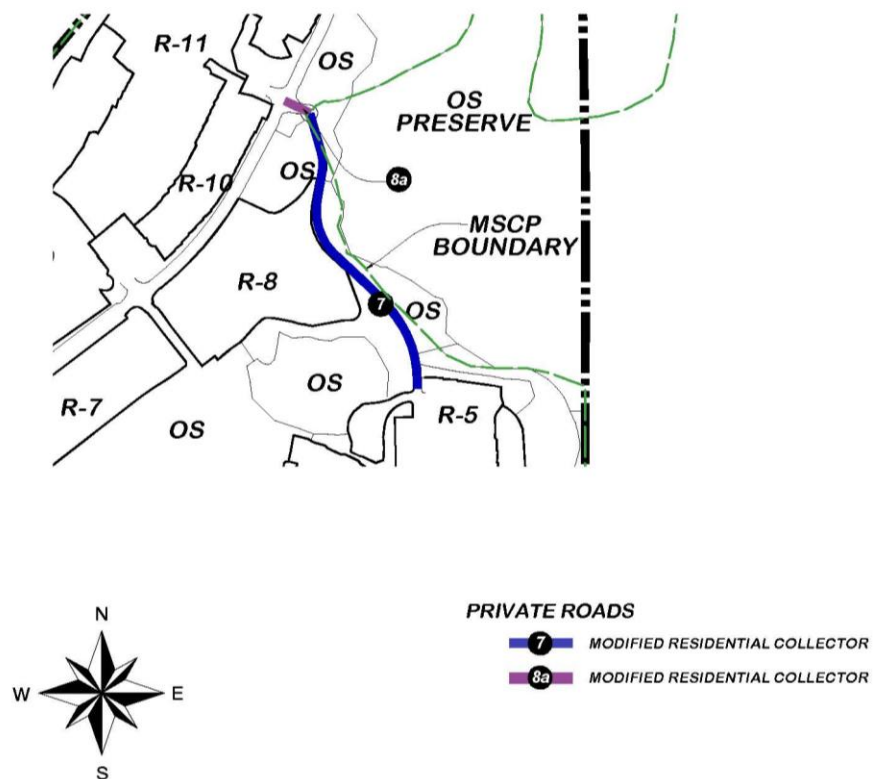 R-11
OS
OS
PRESERVE
R-10
OS
8a
MSCP
BOUNDARY
R-8
7
OS
OS
R-7
OS
R-5
N
W
E
S
PRIVATE ROADS
7 MODIFIED RESIDENTIAL COLLECTOR
8a MODIFIED RESIDENTIAL COLLECTOR